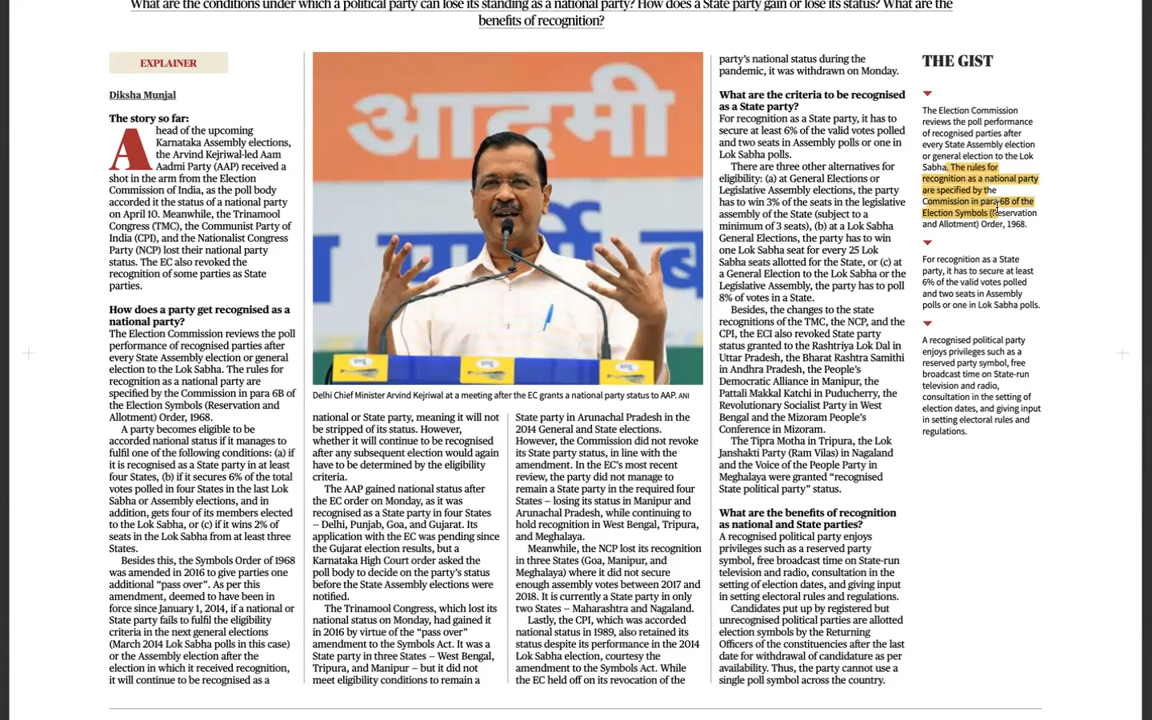 What are the conditions under which a political party can lose its standing as a national party? How does a State party gain or lose its status? What are the
benefits of recognition?
EXPLAINER
Diksha Munjal
The story so far:
Ahead of the upcoming
Karnataka Assembly elections,
the Arvind Kejriwal-led Aam
Aadmi Party (AAP) received a
shot in the arm from the Election
Commission of India, as the poll body
accorded it the status of a national party
on April 10. Meanwhile, the Trinamool
Congress (TMC), the Communist Party of
India (CPI), and the Nationalist Congress
Party (NCP) lost their national party
status. The EC also revoked the
recognition of some parties as State
parties.
How does a party get recognised as a
national party?
The Election Commission reviews the poll
performance of recognised parties after
every State Assembly election or general
election to the Lok Sabha. The rules for
recognition as a national party are
specified by the Commission in para 6B of
the Election Symbols (Reservation and
Allotment) Order, 1968.
A party becomes eligible to be
accorded national status if it manages to
fulfil one of the following conditions: (a) if
it is recognised as a State party in at least
four States, (b) if it secures 6% of the total
votes polled in four States in the last Lok
Sabha or Assembly elections, and in
addition, gets four of its members elected
to the Lok Sabha, or (c) if it wins 2% of
seats in the Lok Sabha from at least three
States.
Besides this, the Symbols Order of 1968
was amended in 2016 to give parties one
additional “pass over”. As per this
amendment, deemed to have been in
force since January 1, 2014, if a national or
State party fails to fulfil the eligibility
criteria in the next general elections
(March 2014 Lok Sabha polls in this case)
or the Assembly election after the
election in which it received recognition,
it will continue to be recognised as a
आदमी
Delhi Chief Minister Arvind Kejriwal at a meeting after the EC grants a national party status to AAP. ANI
national or State party, meaning it will not
be stripped of its status. However,
whether it will continue to be recognised
after any subsequent election would again
have to be determined by the eligibility
criteria.
The AAP gained national status after
the EC order on Monday, as it was
recognised as a State party in four States
– Delhi, Punjab, Goa, and Gujarat. Its
application with the EC was pending since
the Gujarat election results, but a
Karnataka High Court order asked the
poll body to decide on the party's status
before the State Assembly elections were
notified.
The Trinamool Congress, which lost its
national status on Monday, had gained it
in 2016 by virtue of the “pass over”
amendment to the Symbols Act. It was a
State party in three States – West Bengal,
Tripura, and Manipur – but it did not
meet eligibility conditions to remain a
State party in Arunachal Pradesh in the
2014 General and State elections.
However, the Commission did not revoke
its State party status, in line with the
amendment. In the EC's most recent
review, the party did not manage to
remain a State party in the required four
States – losing its status in Manipur and
Arunachal Pradesh, while continuing to
hold recognition in West Bengal, Tripura,
and Meghalaya.
Meanwhile, the NCP lost its recognition
in three States (Goa, Manipur, and
Meghalaya) where it did not secure
enough assembly votes between 2017 and
2018. It is currently a State party in only
two States – Maharashtra and Nagaland.
Lastly, the CPI, which was accorded
national status in 1989, also retained its
status despite its performance in the 2014
Lok Sabha election, courtesy the
amendment to the Symbols Act. While
the EC held off on its revocation of the
party's national status during the
pandemic, it was withdrawn on Monday.
What are the criteria to be recognised
as a State party?
For recognition as a State party, it has to
secure at least 6% of the valid votes polled
and two seats in Assembly polls or one in
Lok Sabha polls.
There are three other alternatives for
eligibility: (a) at General Elections or
Legislative Assembly elections, the party
has to win 3% of the seats in the legislative
assembly of the State (subject to a
minimum of 3 seats), (b) at a Lok Sabha
General Elections, the party has to win
one Lok Sabha seat for every 25 Lok
Sabha seats allotted for the State, or (c) at
a General Election to the Lok Sabha or the
Legislative Assembly, the party has to poll
8% of votes in a State.
Besides, the changes to the state
recognitions of the TMC, the NCP, and the
CPI, the ECI also revoked State party
status granted to the Rashtriya Lok Dal in
Uttar Pradesh, the Bharat Rashtra Samithi
in Andhra Pradesh, the People's
Democratic Alliance in Manipur, the
Pattali Makkal Katchi in Puducherry, the
Revolutionary Socialist Party in West
Bengal and the Mizoram People's
Conference in Mizoram.
The Tipra Motha in Tripura, the Lok
Janshakti Party (Ram Vilas) in Nagaland
and the Voice of the People Party in
Meghalaya were granted “recognised
State political party” status.
What are the benefits of recognition
as national and State parties?
A recognised political party enjoys
privileges such as a reserved party
symbol, free broadcast time on State-run
television and radio, consultation in the
setting of election dates, and giving input
in setting electoral rules and regulations.
Candidates put up by registered but
unrecognised political parties are allotted
election symbols by the Returning
Officers of the constituencies after the last
date for withdrawal of candidature as per
availability. Thus, the party cannot use a
single poll symbol across the country.
THE GIST
The Election Commission
reviews the poll performance
of recognised parties after
every State Assembly election
or general election to the Lok
Sabha. The rules for
recognition as a national party
are specified by the
Commission in para 6B of the
Election Symbols (Reservation
and Allotment) Order, 1968.
For recognition as a State
party, it has to secure at least
6% of the valid votes polled
and two seats in Assembly
polls or one in Lok Sabha polls.
A recognised political party
enjoys privileges such as a
reserved party symbol, free
broadcast time on State-run
television and radio,
consultation in the setting of
election dates, and giving input
in setting electoral rules and
regulations.